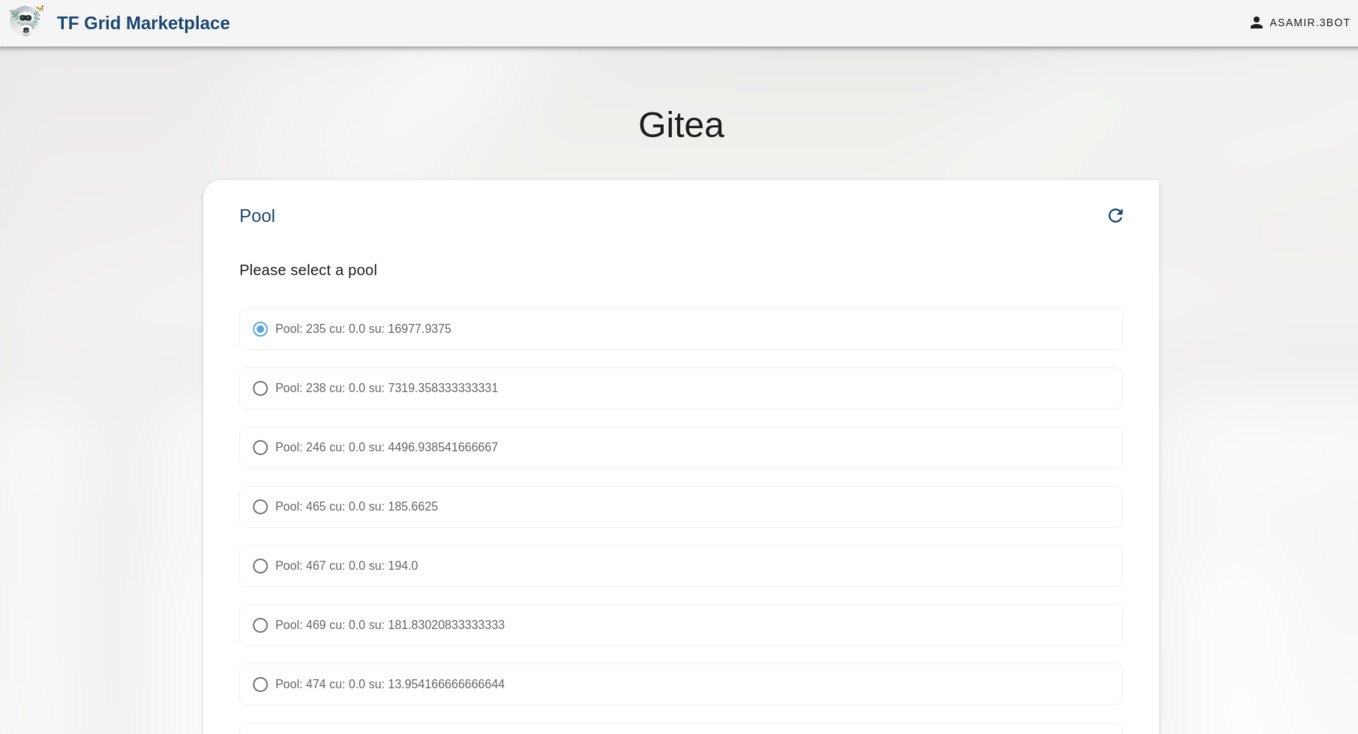 TF Grid Marketplace
ASAMIR.3BOT
Gitea
Pool
Please select a pool
Pool: 235 cu: 0.0 su: 16977.9375
Pool: 238 cu: 0.0 su: 7319.358333333331
Pool: 246 cu: 0.0 su: 4496.938541666667
Pool: 465 cu: 0.0 su: 185.6625
Pool: 467 cu: 0.0 su: 194.0
Pool: 469 cu: 0.0 su: 181.83020833333333
Pool: 474 cu: 0.0 su: 13.954166666666644